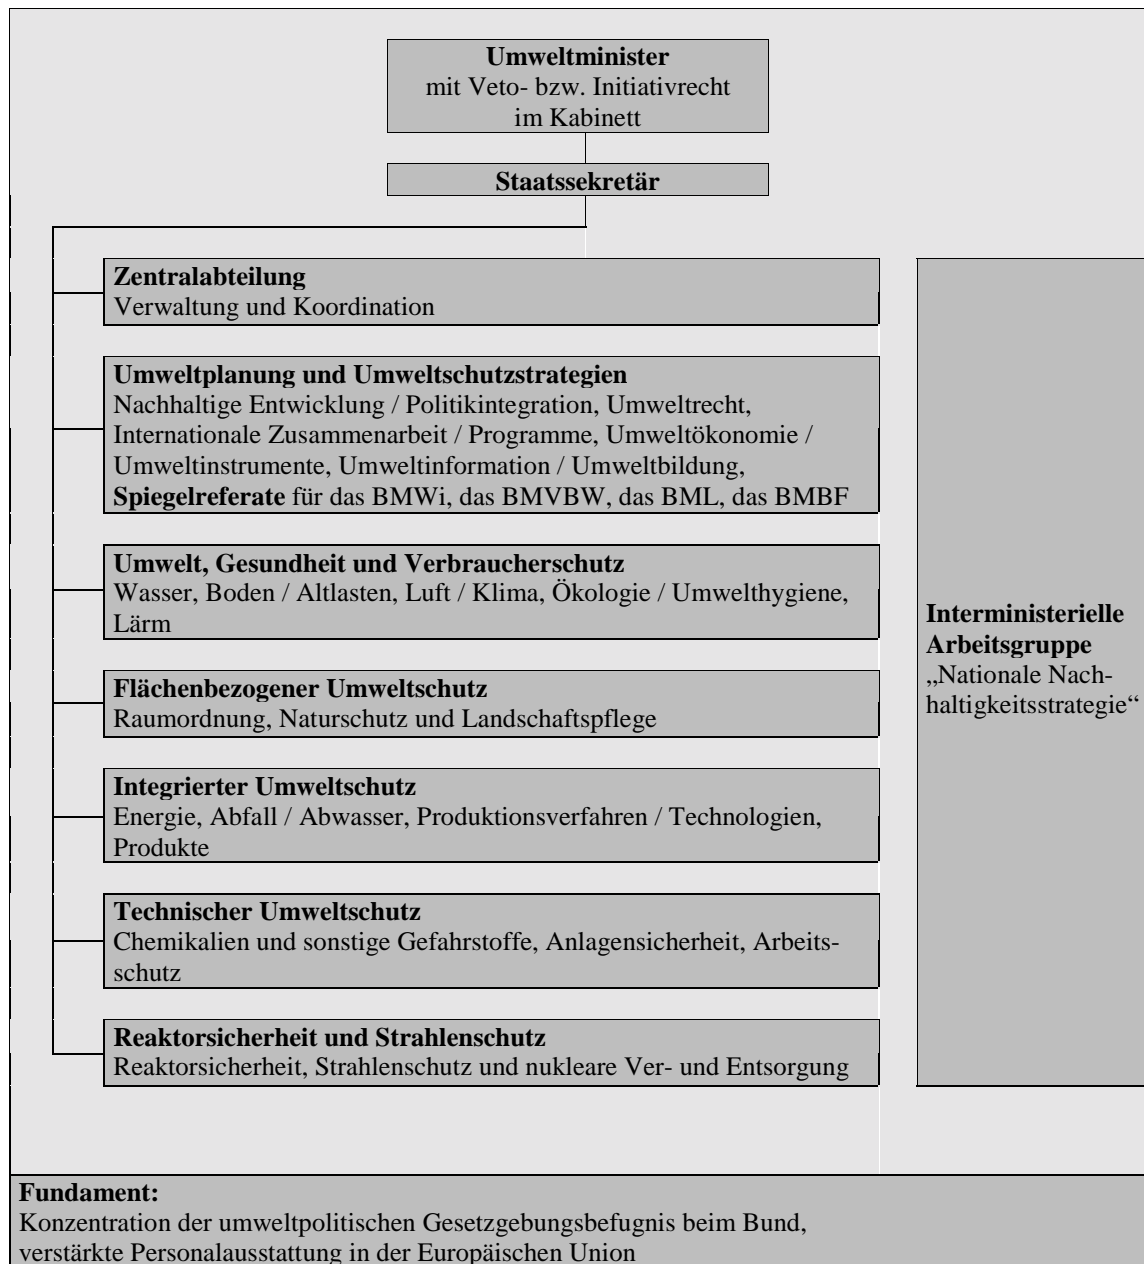 Umweltminister
mit Veto- bzw. Initiativrecht
im Kabinett
Staatssekretär
Zentralabteilung
Verwaltung und Koordination
Umweltplanung und Umweltschutzstrategien
Nachhaltige Entwicklung / Politikintegration, Umweltrecht,
Internationale Zusammenarbeit / Programme, Umweltökonomie /
Umweltinstrumente, Umweltinformation / Umweltbildung,
Spiegelreferate für das BMWi, das BMVBW, das BML, das BMBF
Umwelt, Gesundheit und Verbraucherschutz
Wasser, Boden / Altlasten, Luft / Klima, Ökologie / Umwelthygiene,
Lärm
Flächenbezogener Umweltschutz
Raumordnung, Naturschutz und Landschaftspflege
Integrierter Umweltschutz
Energie, Abfall / Abwasser, Produktionsverfahren / Technologien,
Produkte
Technischer Umweltschutz
Chemikalien und sonstige Gefahrstoffe, Anlagensicherheit, Arbeits-
schutz
Reaktorsicherheit und Strahlenschutz
Reaktorsicherheit, Strahlenschutz und nukleare Ver- und Entsorgung
Interministerielle
Arbeitsgruppe
„Nationale Nach-
haltigkeitsstrategie“
Fundament:
Konzentration der umweltpolitischen Gesetzgebungsbefugnis beim Bund,
verstärkte Personalausstattung in der Europäischen Union